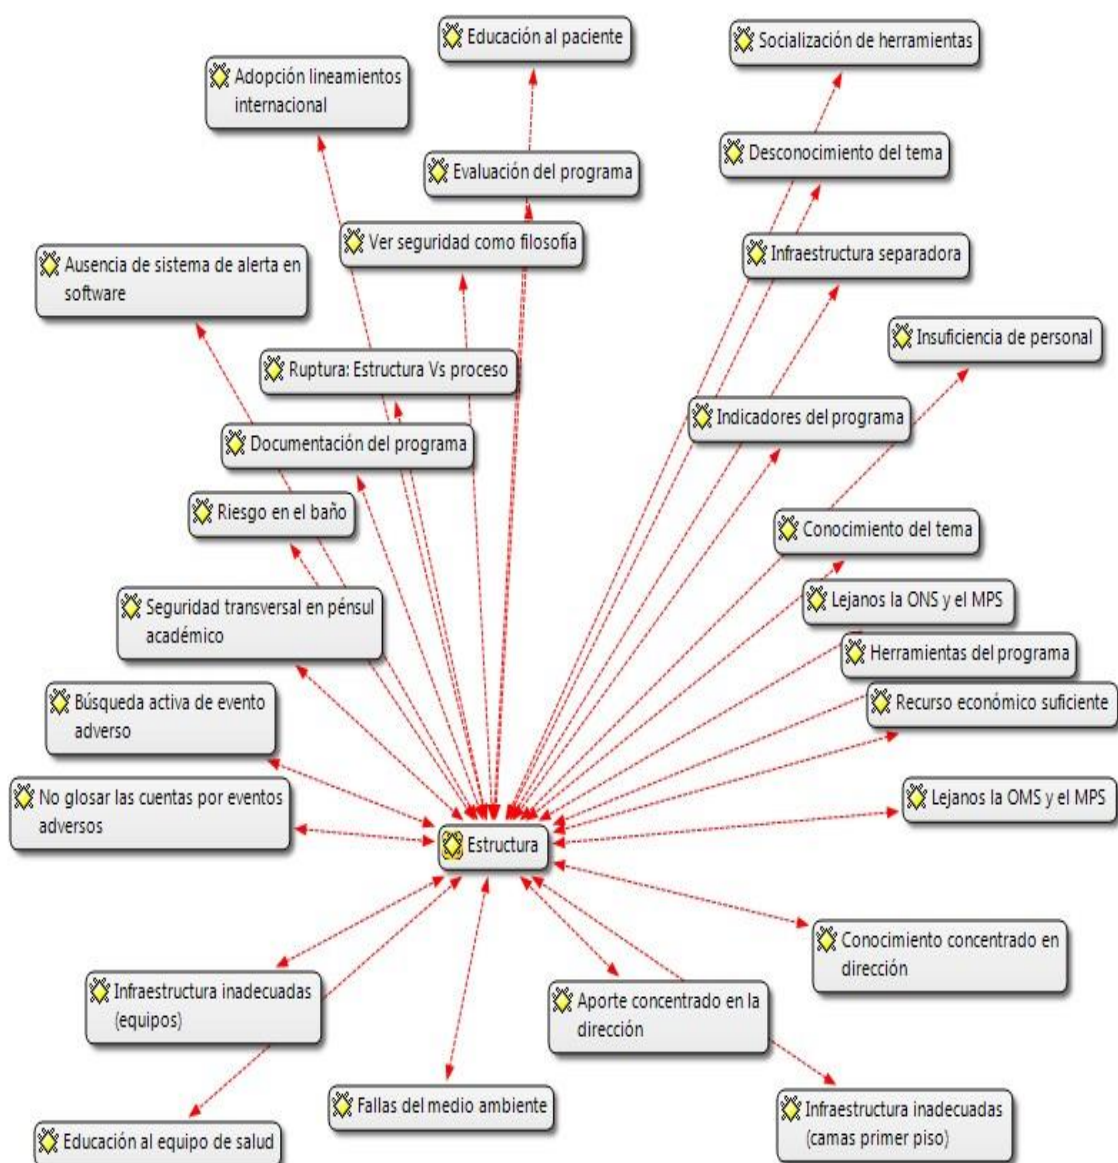 Educación al paciente
Socialización de herramientas
Adopción lineamientos
internacional
Desconocimiento del tema
Evaluación del programa
Ver seguridad como filosofía
Infraestructura separadora
Ausencia de sistema de alerta en
software
Insuficiencia de personal
Ruptura: Estructura Vs proceso
Indicadores del programa
Documentación del programa
Riesgo en el baño
Conocimiento del tema
Seguridad transversal en pénsul
académico
Lejanos la ONS y el MPS
Herramientas del programa
Recurso económico suficiente
Búsqueda activa de evento
adverso
No glosar las cuentas por eventos
adversos
Lejanos la OMS y el MPS
Estructura
Conocimiento concentrado en
dirección
Infraestructura inadecuadas
(equipos)
Aporte concentrado en la
dirección
Fallas del medio ambiente
Infraestructura inadecuadas
(camas primer piso)
Educación al equipo de salud